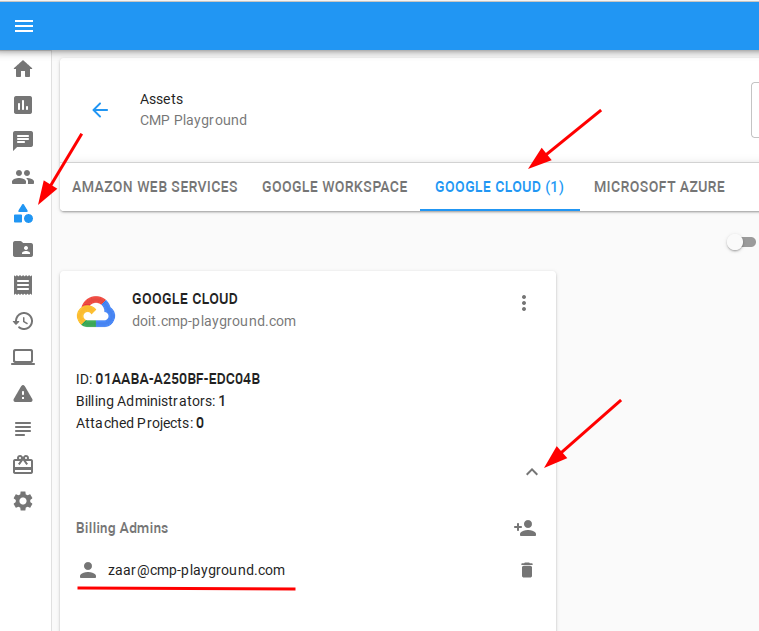 Assets
CMP Playground
AMAZON WEB SERVICES GOOGLE WORKSPACE GOOGLE CLOUD (1) MICROSOFT AZURE
GOOGLE CLOUD
doit.cmp-playground.com
ID: 01AABA-A250BF-EDC04B
Billing Administrators: 1
Attached Projects: 0
Billing Admins
zaar@cmp-playground.com